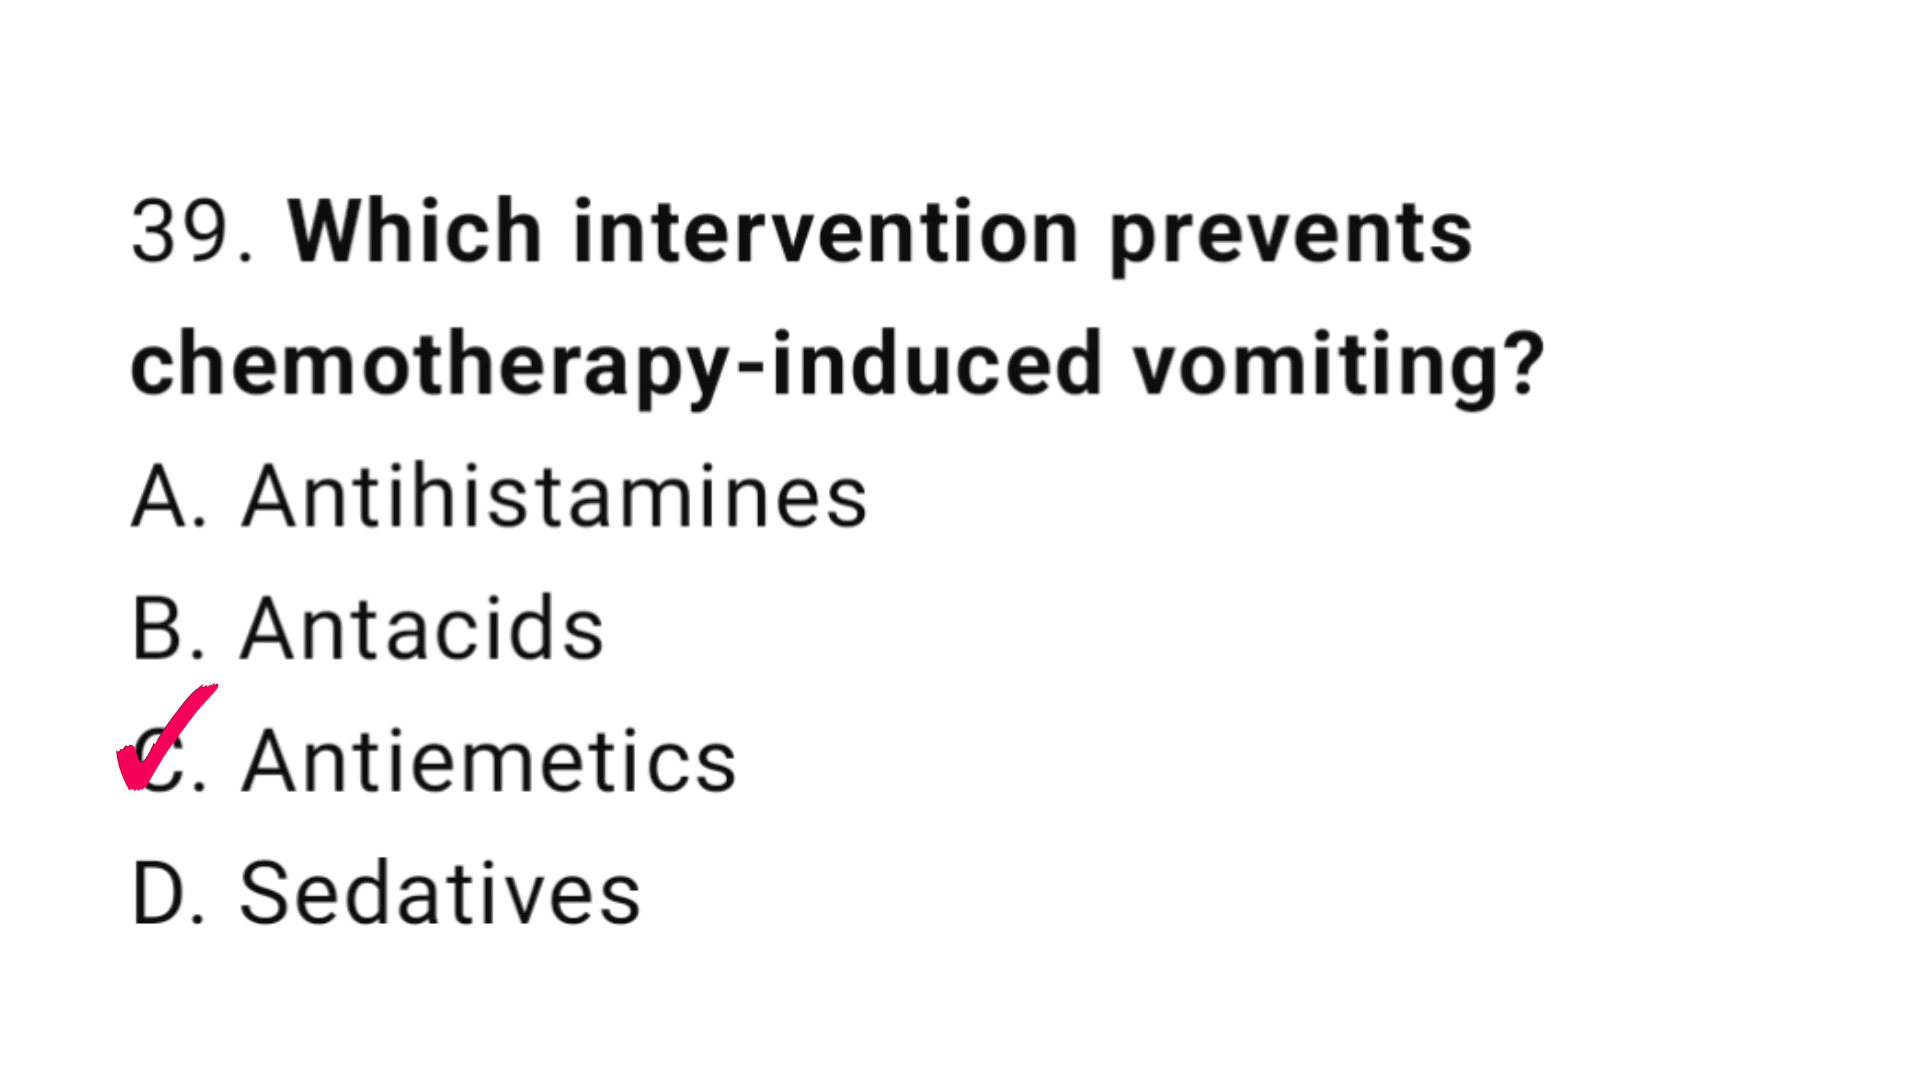 39. Which intervention prevents
chemotherapy-induced vomiting?
A. Antihistamines
B. Antacids
C. Antiemetics
D. Sedatives